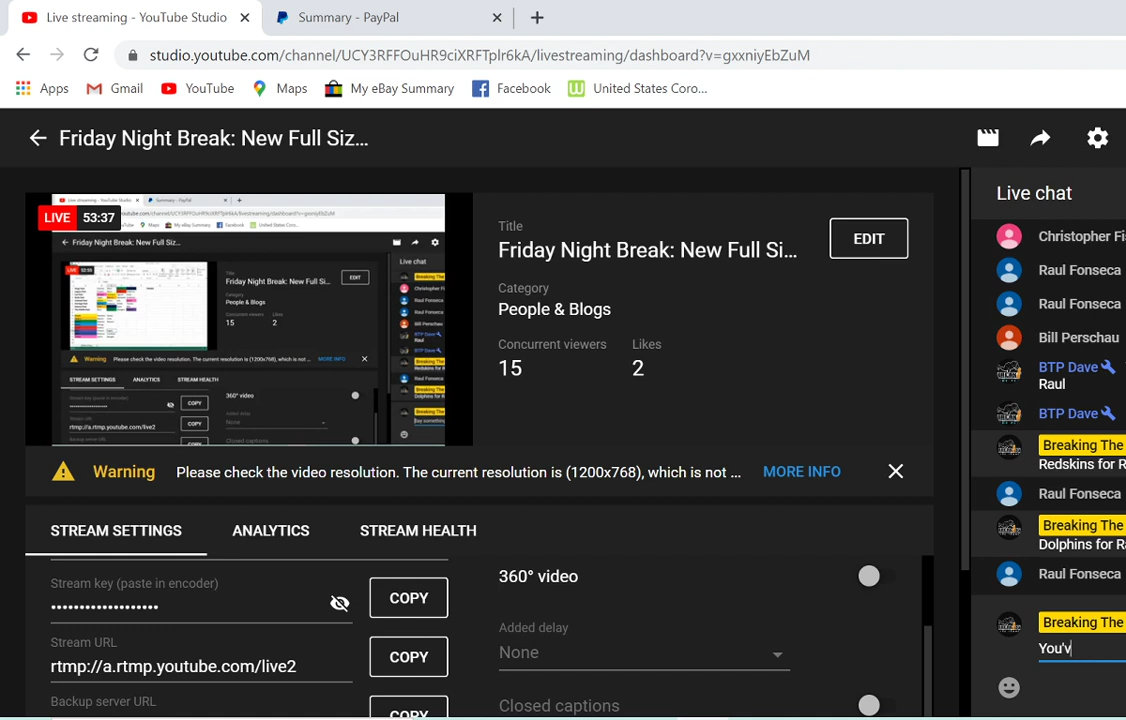 Live streaming - YouTube Studio
Summary - PayPal
studio.youtube.com/channel/UCY3RFFOuHR9ciXRFTplr6kA/livestreaming/dashboard?v=gxxniyEbZuM
Apps Gmail YouTube Maps My eBay Summary Facebook United States Coro...
Friday Night Break: New Full Siz...
LIVE 53:37
Friday Night Break: New Full Siz...
Title
Friday Night Break: New Full Si...
EDIT
Category
People & Blogs
Concurrent viewers Likes
15 2
Warning Please check the video resolution. The current resolution is (1200x768), which is not ... MORE INFO
STREAM SETTINGS ANALYTICS STREAM HEALTH
Stream key (paste in encoder)
••••••••••••••••••• COPY
Stream URL
rtmp://a.rtmp.youtube.com/live2 COPY
Backup server URL
COPY
360° video
Added delay
None
Closed captions
Live chat
Christopher Fi
Raul Fonseca
Raul Fonseca
Bill Perschau
BTP Dave
Raul
BTP Dave
Breaking The
Redskins for R
Raul Fonseca
Breaking The
Dolphins for R
Raul Fonseca
Breaking The
You'v